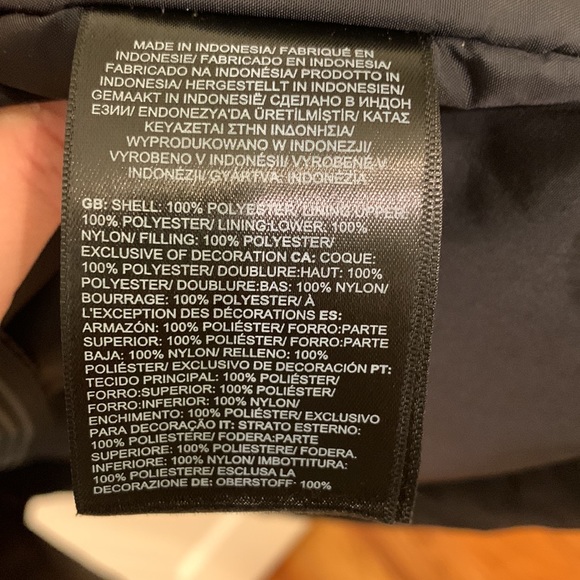 MADE IN INDONESIA/ FABRIQUÉ EN
INDONESIE/ FABRICADO EN INDONESIA/
FABRICADO NA INDONÉSIA/ PRODOTTO IN
INDONESIA/ HERGESTELLT IN INDONESIEN/
GEMAAKT IN INDONESIË/ СДЕЛАНО В ИНДОН
ЕЗИИ/ ENDONEZYA'DA ÜRETİLMİŞTİR/ ΚΑΤΑΣ
ΚΕΥΑΖΕΤΑΙ ΣΤΗΝ ΙΝΔΟΝΗΣΙΑ/
WYPRODUKOWANO W INDONEZJI/
VYROBENO V INDONÉSII/ VYROBENÉ V
INDONÉZII/ GYÁRTVA: INDONÉZIA
GB: SHELL: 100% POLYESTER/ LINING:UPPER:
100% POLYESTER/ LINING:LOWER: 100%
NYLON/ FILLING: 100% POLYESTER/
EXCLUSIVE OF DECORATION CA: COQUE:
100% POLYESTER/ DOUBLURE:HAUT: 100%
POLYESTER/ DOUBLURE:BAS: 100% NYLON/
BOURRAGE: 100% POLYESTER/ À
L'EXCEPTION DES DÉCORATIONS ES:
ARMAZÓN: 100% POLIÉSTER/ FORRO:PARTE
SUPERIOR: 100% POLIÉSTER/ FORRO:PARTE
BAJA: 100% NYLON/ RELLENO: 100%
POLIÉSTER/ EXCLUSIVO DE DECORACIÓN PT:
TECIDO PRINCIPAL: 100% POLIÉSTER/
FORRO:SUPERIOR: 100% POLIÉSTER/
FORRO:INFERIOR: 100% NYLON/
ENCHIMENTO: 100% POLIÉSTER/ EXCLUSIVO
PARA DECORAÇÃO IT: STRATO ESTERNO:
100% POLIESTERE/ FODERA:PARTE
SUPERIORE: 100% POLIESTERE/ FODERA.
INFERIORE: 100% NYLON/ IMBOTTITURA:
100% POLIESTERE/ ESCLUSA LA
DECORAZIONE DE: OBERSTOFF: 100%